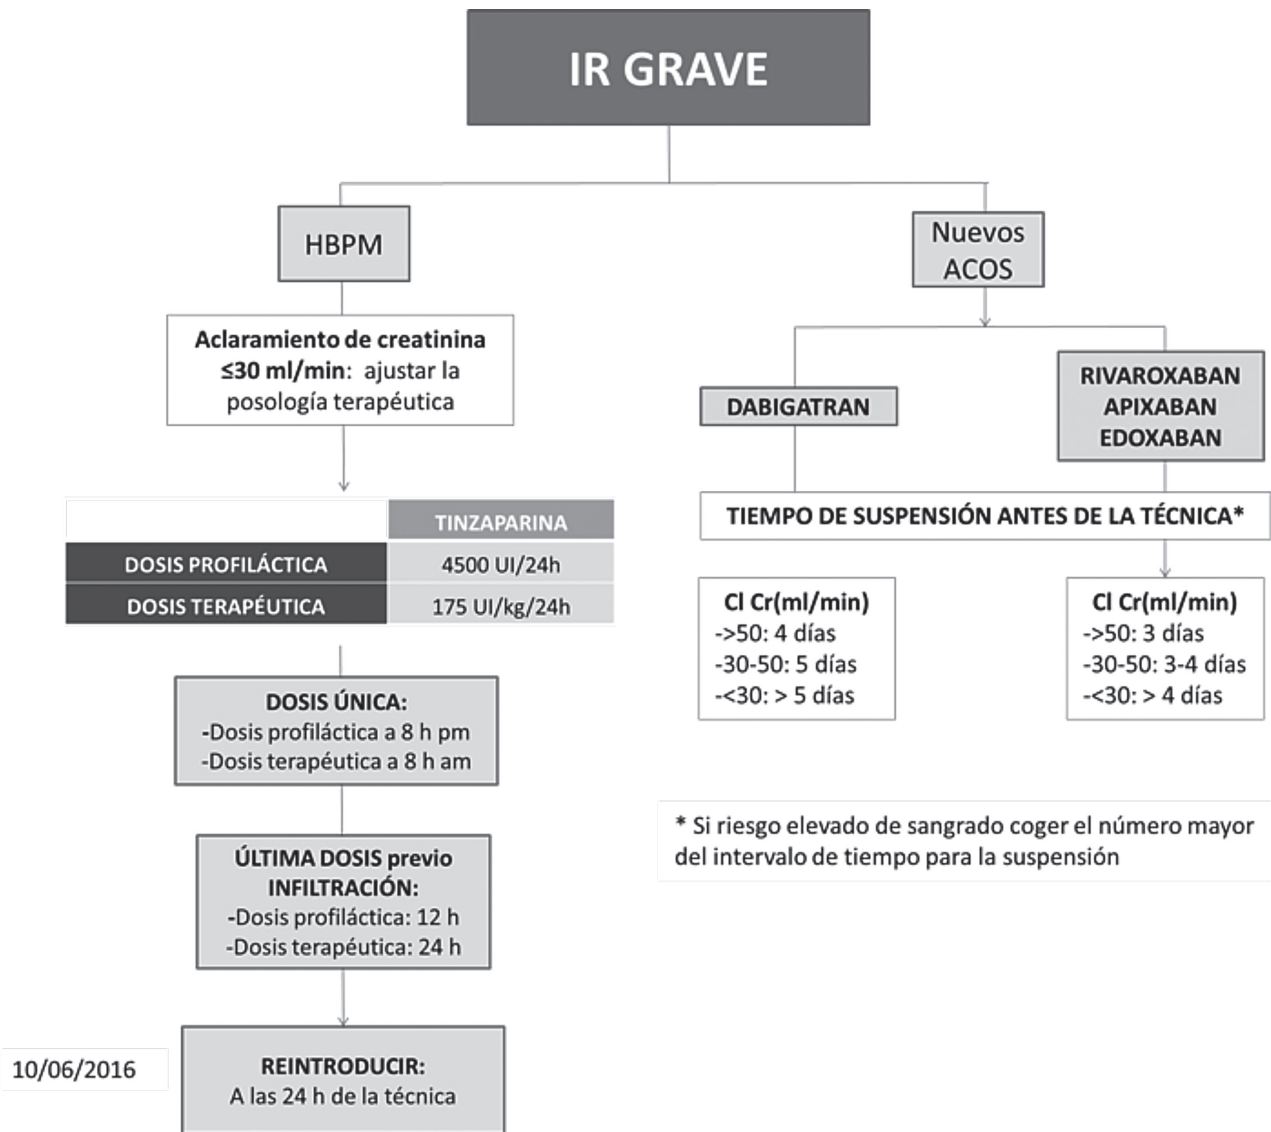 IR GRAVE
HBPM
Aclaramiento de creatinina
≤30 ml/min: ajustar la
posología terapéutica
TINZAPARINA
DOSIS PROFILÁCTICA 4500 UI/24h
DOSIS TERAPÉUTICA 175 UI/kg/24h
DOSIS ÚNICA:
-Dosis profiláctica a 8 h pm
-Dosis terapéutica a 8 h am
ÚLTIMA DOSIS previo
INFILTRACIÓN:
-Dosis profiláctica: 12 h
-Dosis terapéutica: 24 h
REINTRODUCIR:
A las 24 h de la técnica
10/06/2016
Nuevos
ACOS
DABIGATRAN
RIVAROXABAN
APIXABAN
EDOXABAN
TIEMPO DE SUSPENSIÓN ANTES DE LA TÉCNICA*
Cl Cr(ml/min)
->50: 4 días
-30-50: 5 días
-<30: > 5 días
Cl Cr(ml/min)
->50: 3 días
-30-50: 3-4 días
-<30: > 4 días
* Si riesgo elevado de sangrado coger el número mayor
del intervalo de tiempo para la suspensión